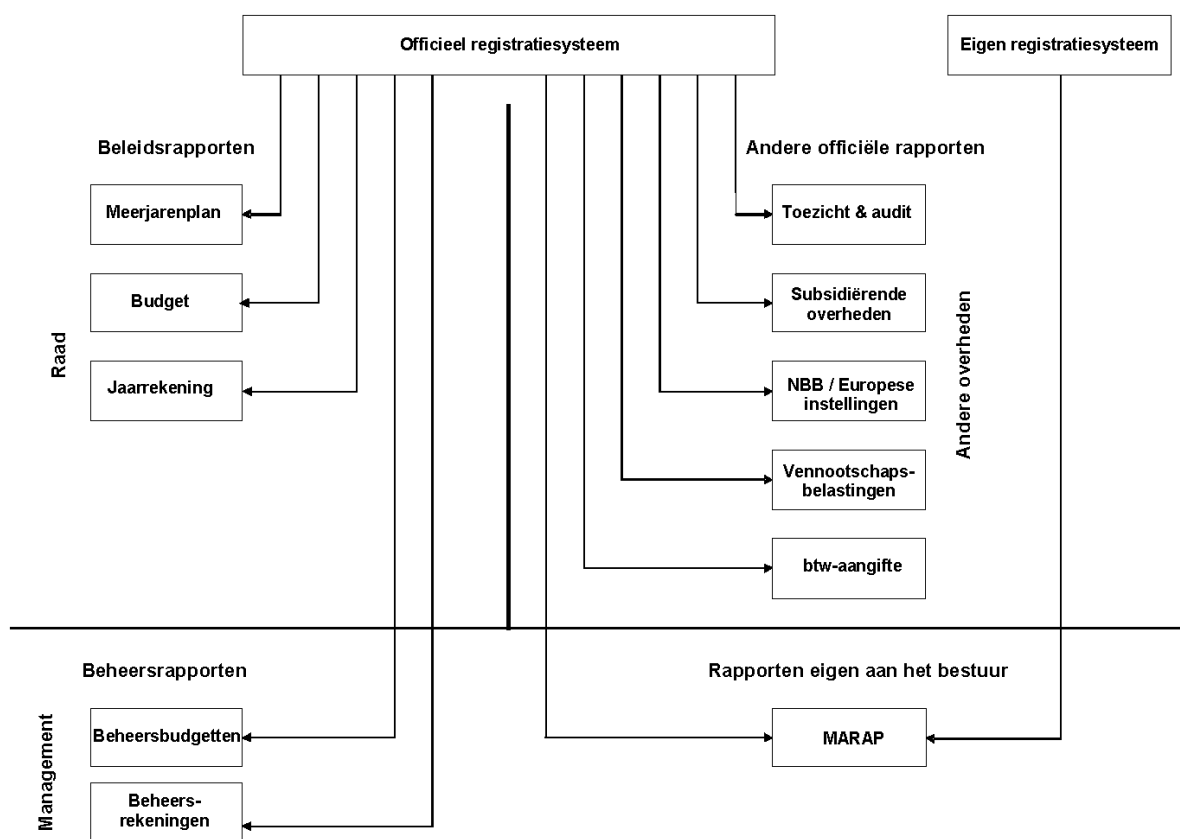 Officieel registratiesysteem
Eigen registratiesysteem
Beleidsrapporten
Andere officiële rapporten
Meerjarenplan
Toezicht & audit
Budget
Subsidiërende
overheden
Raad
Andere overheden
Jaarrekening
NBB / Europese
instellingen
Vennootschaps-
belastingen
btw-aangifte
Beheersrapporten
Rapporten eigen aan het bestuur
Management
Beheersbudgetten
MARAP
Beheers-
rekeningen